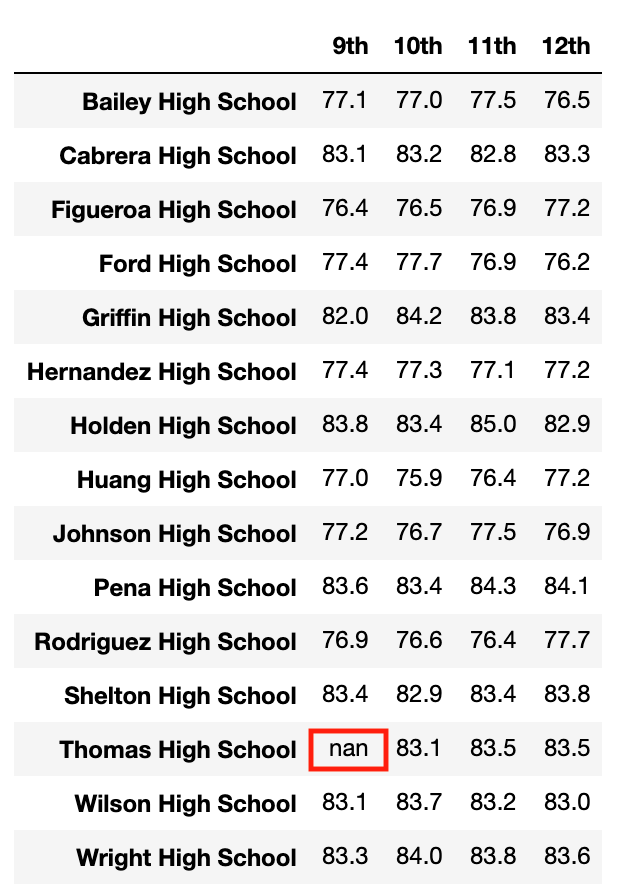 9th 10th 11th 12th
Bailey High School 77.1 77.0 77.5 76.5
Cabrera High School 83.1 83.2 82.8 83.3
Figueroa High School 76.4 76.5 76.9 77.2
Ford High School 77.4 77.7 76.9 76.2
Griffin High School 82.0 84.2 83.8 83.4
Hernandez High School 77.4 77.3 77.1 77.2
Holden High School 83.8 83.4 85.0 82.9
Huang High School 77.0 75.9 76.4 77.2
Johnson High School 77.2 76.7 77.5 76.9
Pena High School 83.6 83.4 84.3 84.1
Rodriguez High School 76.9 76.6 76.4 77.7
Shelton High School 83.4 82.9 83.4 83.8
Thomas High School nan 83.1 83.5 83.5
Wilson High School 83.1 83.7 83.2 83.0
Wright High School 83.3 84.0 83.8 83.6